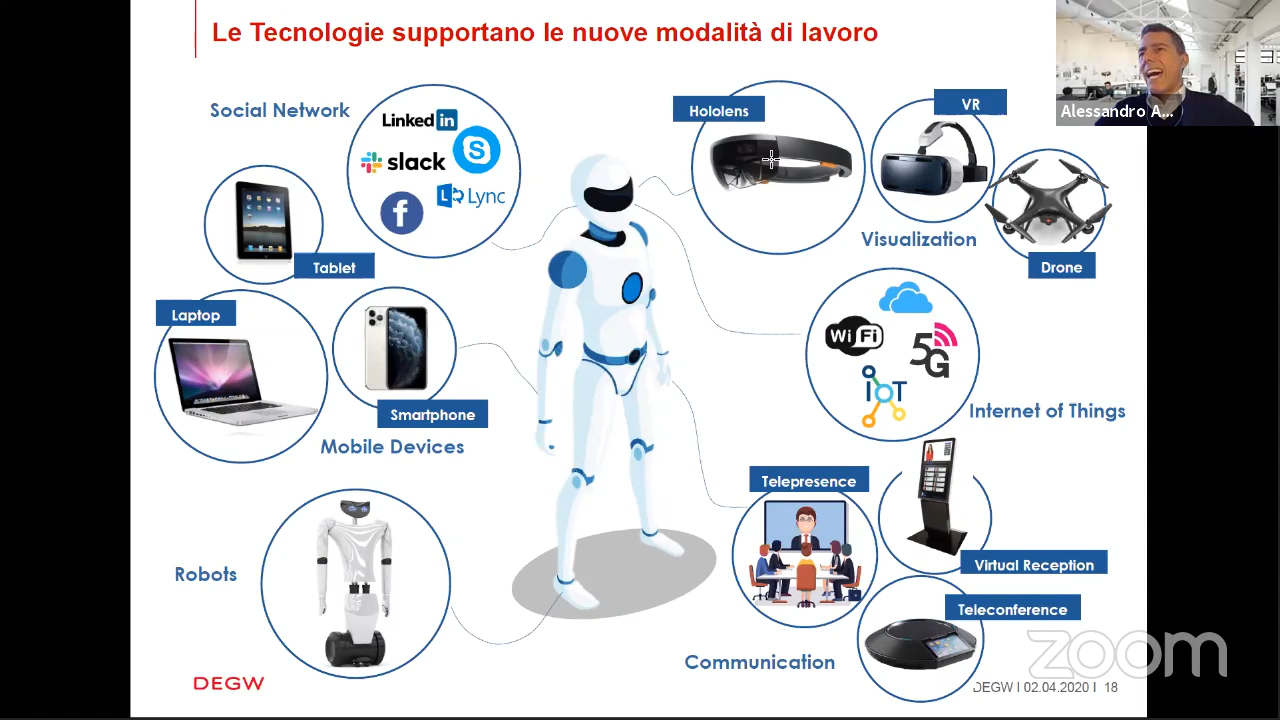 Le Tecnologie supportano le nuove modalità di lavoro
Alessandro A...
Social Network
Linked in
slack
S
f
Lync
Tablet
Laptop
Smartphone
Mobile Devices
Robots
Hololens
VR
Visualization
Drone
Wi Fi
5G
IoT
Internet of Things
Telepresence
Virtual Reception
Teleconference
Communication
zoom
DEGW
DEGW I 02.04.2020 I 18